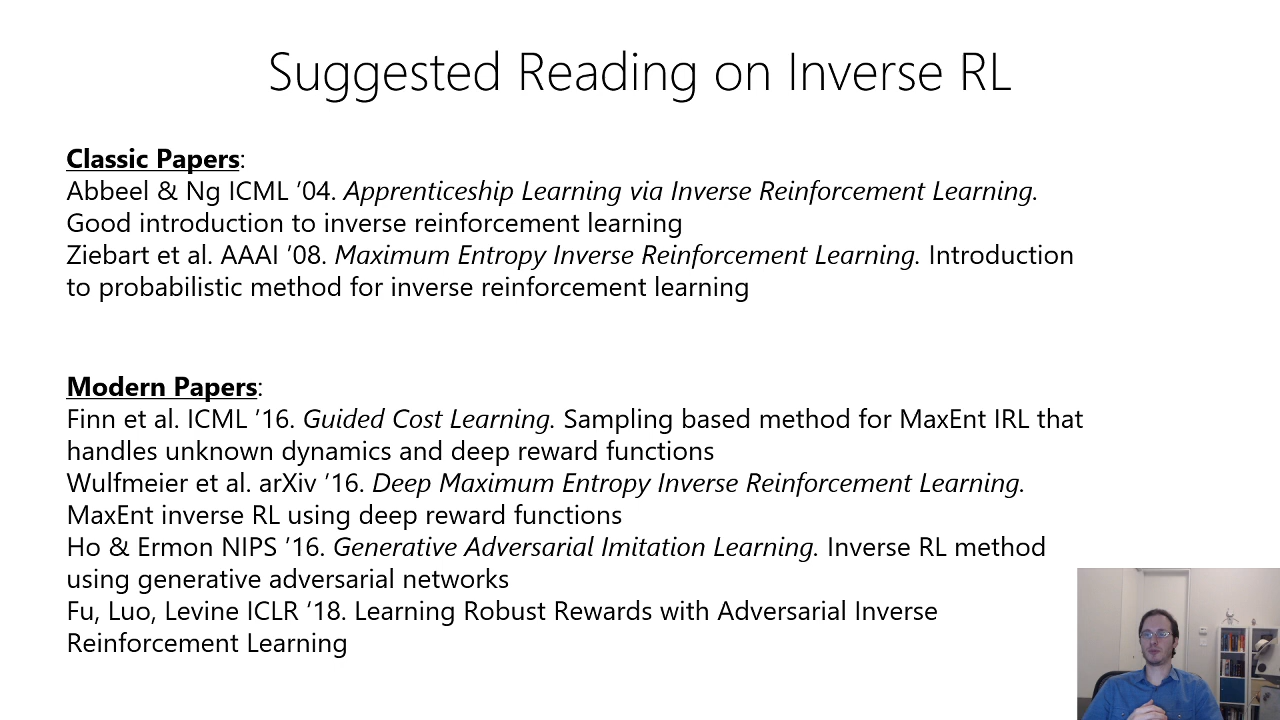 Suggested Reading on Inverse RL
Classic Papers:
Abbeel & Ng ICML ’04. Apprenticeship Learning via Inverse Reinforcement Learning.
Good introduction to inverse reinforcement learning
Ziebart et al. AAAI ’08. Maximum Entropy Inverse Reinforcement Learning. Introduction
to probabilistic method for inverse reinforcement learning
Modern Papers:
Finn et al. ICML ’16. Guided Cost Learning. Sampling based method for MaxEnt IRL that
handles unknown dynamics and deep reward functions
Wulfmeier et al. arXiv ’16. Deep Maximum Entropy Inverse Reinforcement Learning.
MaxEnt inverse RL using deep reward functions
Ho & Ermon NIPS ’16. Generative Adversarial Imitation Learning. Inverse RL method
using generative adversarial networks
Fu, Luo, Levine ICLR ‘18. Learning Robust Rewards with Adversarial Inverse
Reinforcement Learning